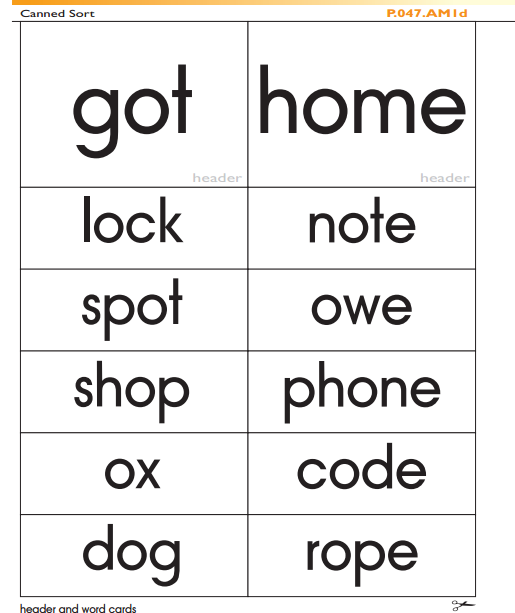 Canned Sort P.047.AM1d
got home
header header
lock note
spot owe
shop phone
ox code
dog rope
header and word cards